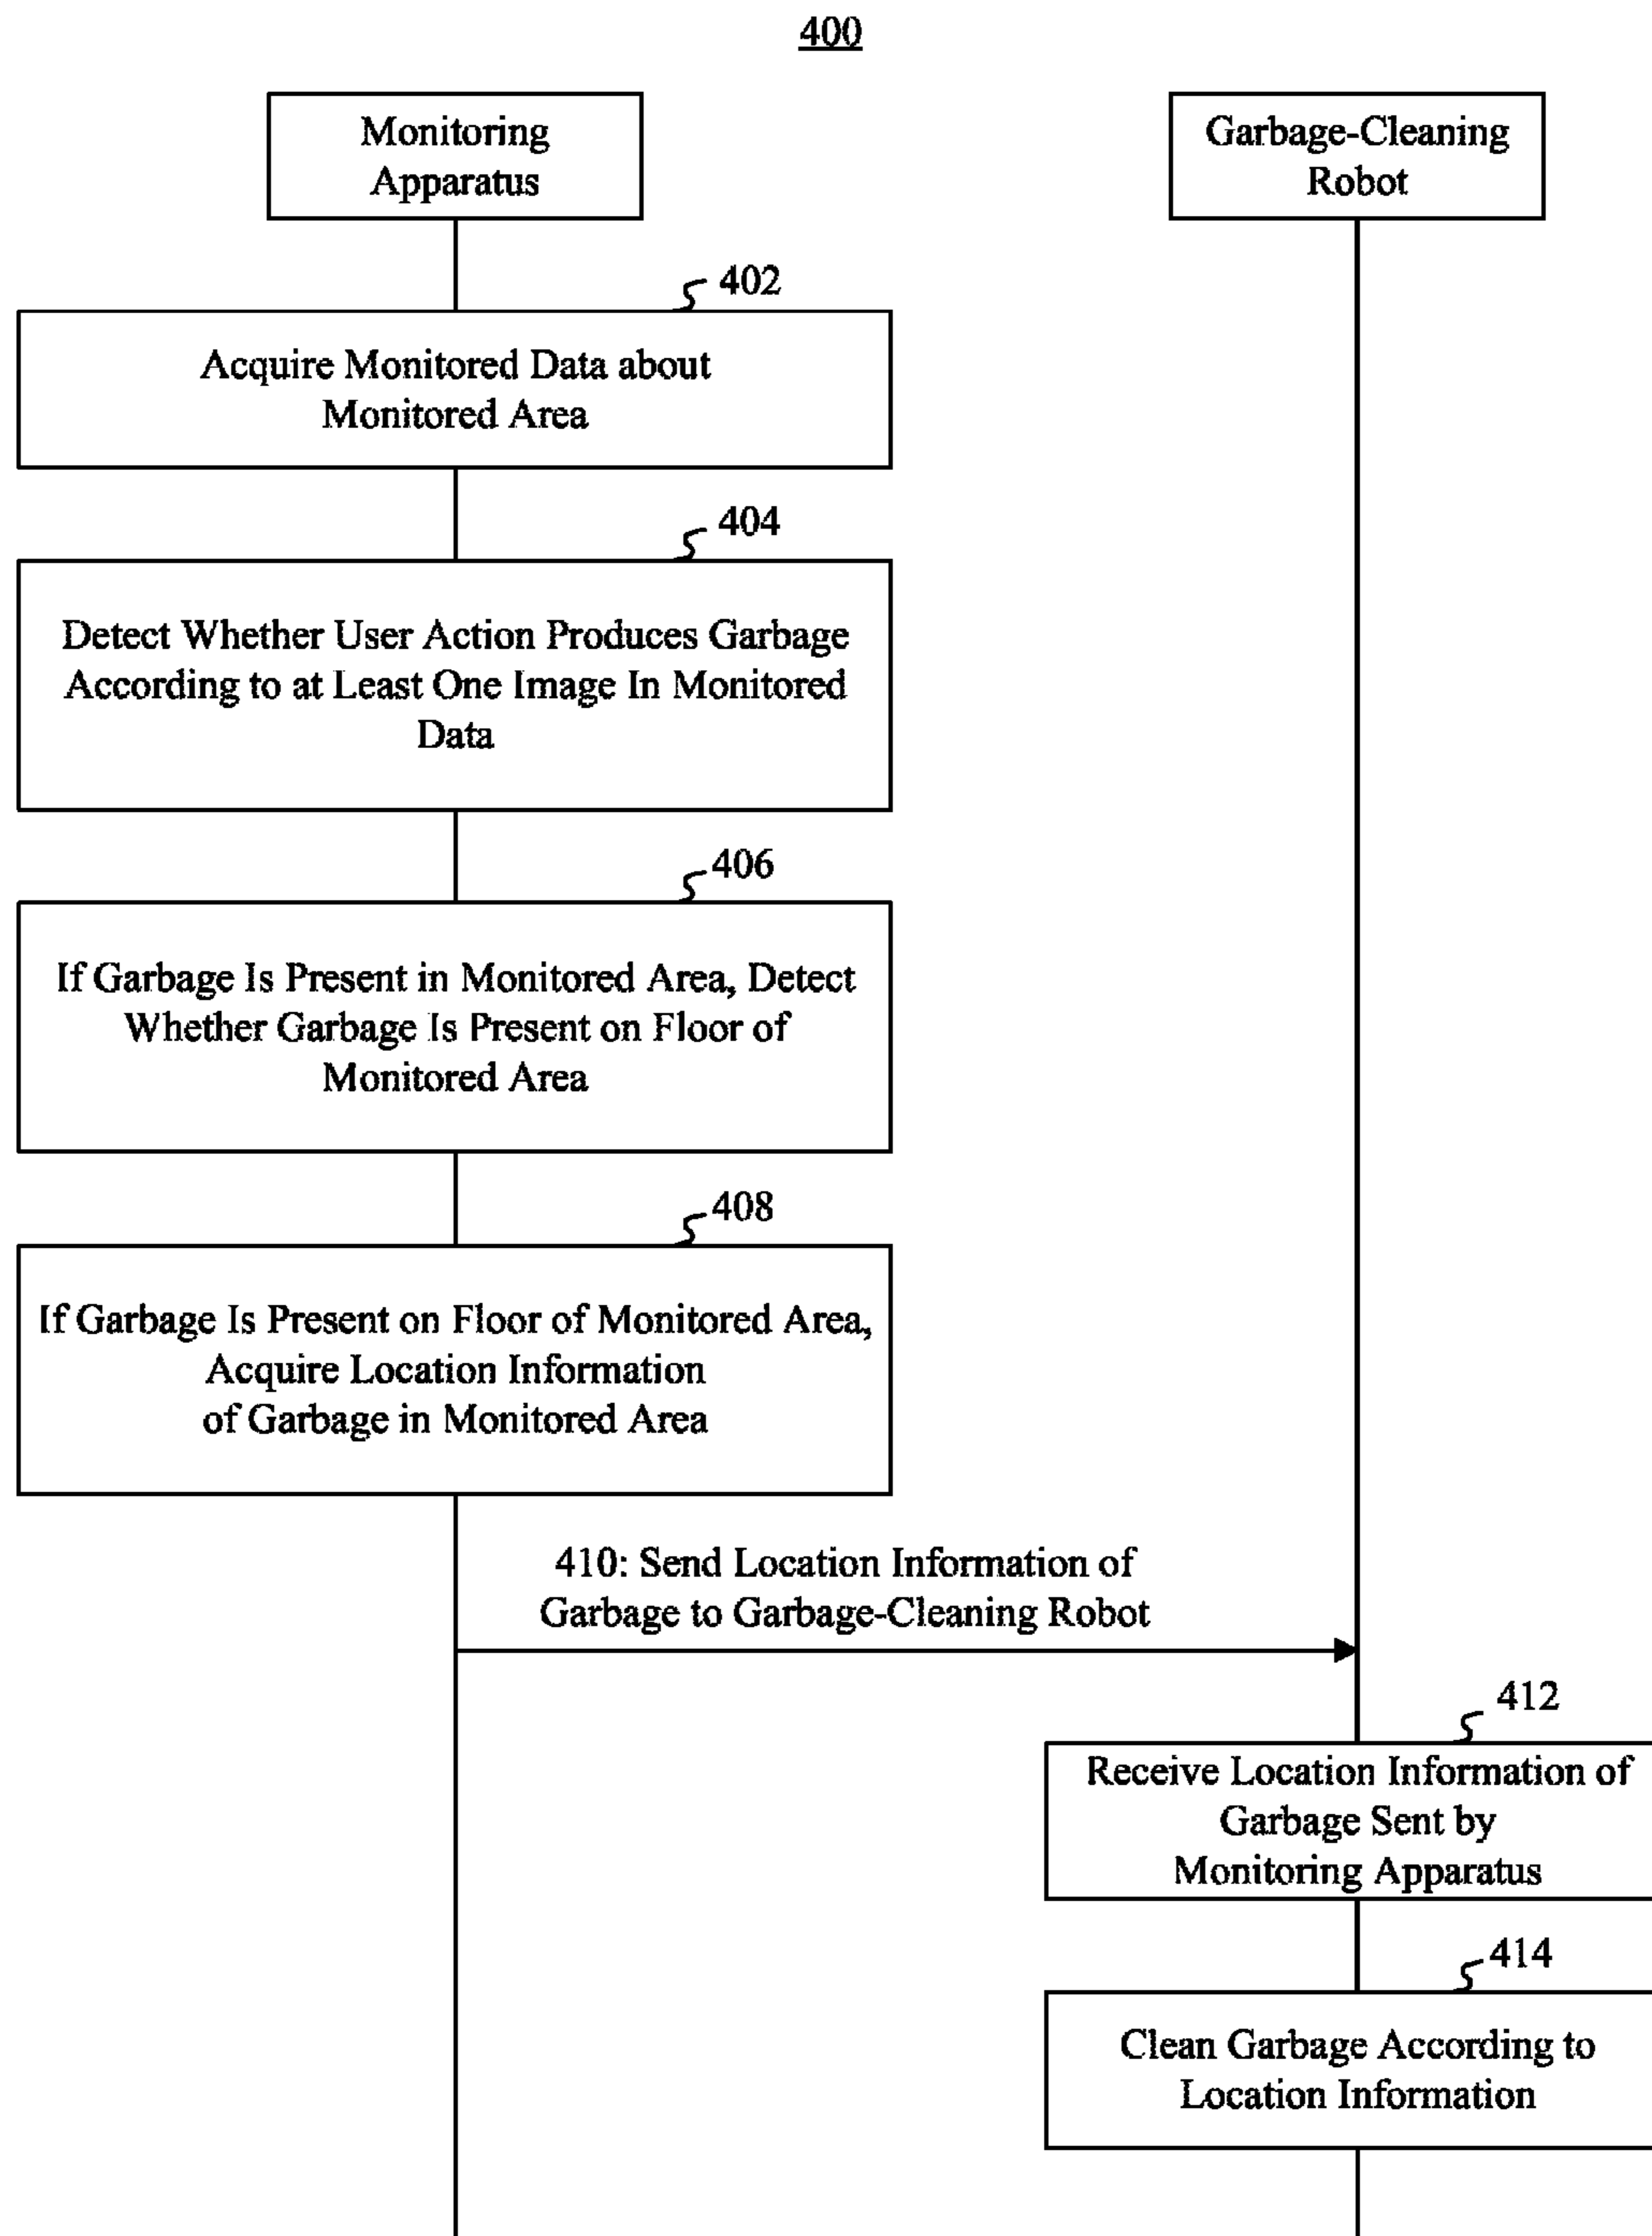 400
Monitoring
Apparatus
Garbage-Cleaning
Robot
402
Acquire Monitored Data about
Monitored Area
404
Detect Whether User Action Produces Garbage
According to at Least One Image In Monitored
Data
406
If Garbage Is Present in Monitored Area, Detect
Whether Garbage Is Present on Floor of
Monitored Area
408
If Garbage Is Present on Floor of Monitored Area,
Acquire Location Information
of Garbage in Monitored Area
410: Send Location Information of
Garbage to Garbage-Cleaning Robot
412
Receive Location Information of
Garbage Sent by
Monitoring Apparatus
414
Clean Garbage According to
Location Information